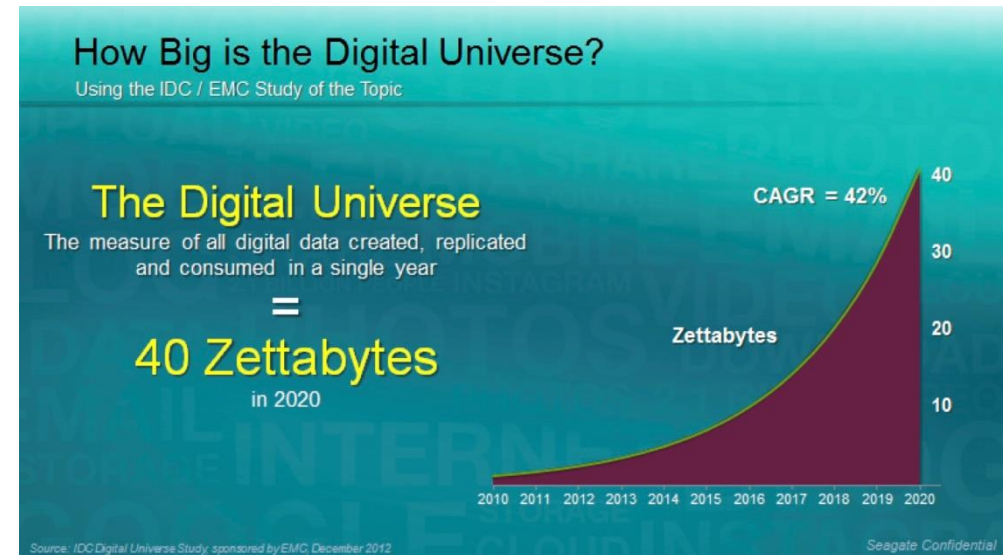 How Big is the Digital Universe?
Using the IDC / EMC Study of the Topic
The Digital Universe
The measure of all digital data created, replicated
and consumed in a single year
=
40 Zettabytes
in 2020
CAGR = 42%
Zettabytes
40
30
20
10
2010 2011 2012 2013 2014 2015 2016 2017 2018 2019 2020
Source: IDC Digital Universe Study, sponsored by EMC, December 2012
Seagate Confidential